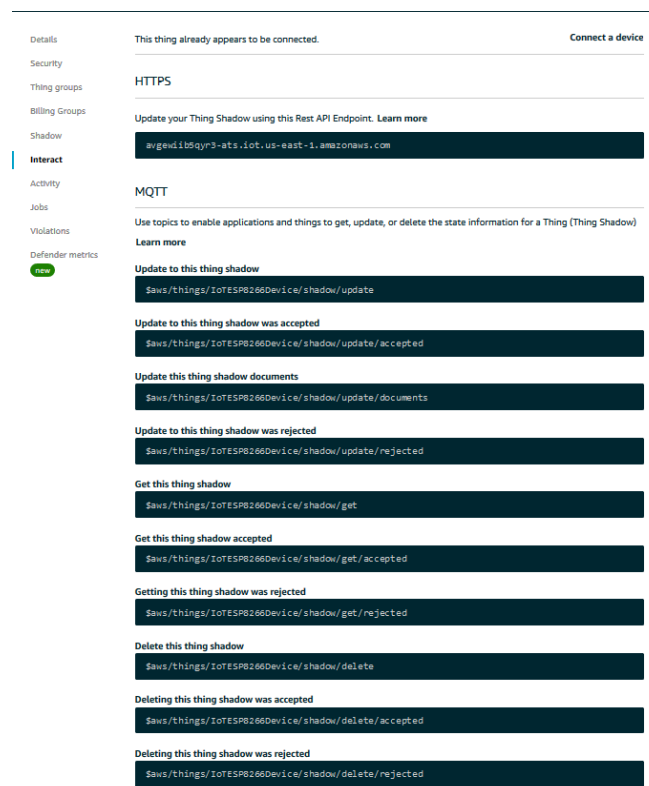 Details
Security
Thing groups
Billing Groups
Shadow
Interact
Activity
Jobs
Violations
Defender metrics
new
This thing already appears to be connected.
Connect a device
HTTPS
Update your Thing Shadow using this Rest API Endpoint. Learn more
avgewiib5qyr3-ats.iot.us-east-1.amazonaws.com
MQTT
Use topics to enable applications and things to get, update, or delete the state information for a Thing (Thing Shadow)
Learn more
Update to this thing shadow
$aws/things/IoTESP8266Device/shadow/update
Update to this thing shadow was accepted
$aws/things/IoTESP8266Device/shadow/update/accepted
Update this thing shadow documents
$aws/things/IoTESP8266Device/shadow/update/documents
Update to this thing shadow was rejected
$aws/things/IoTESP8266Device/shadow/update/rejected
Get this thing shadow
$aws/things/IoTESP8266Device/shadow/get
Get this thing shadow accepted
$aws/things/IoTESP8266Device/shadow/get/accepted
Getting this thing shadow was rejected
$aws/things/IoTESP8266Device/shadow/get/rejected
Delete this thing shadow
$aws/things/IoTESP8266Device/shadow/delete
Deleting this thing shadow was accepted
$aws/things/IoTESP8266Device/shadow/delete/accepted
Deleting this thing shadow was rejected
$aws/things/IoTESP8266Device/shadow/delete/rejected